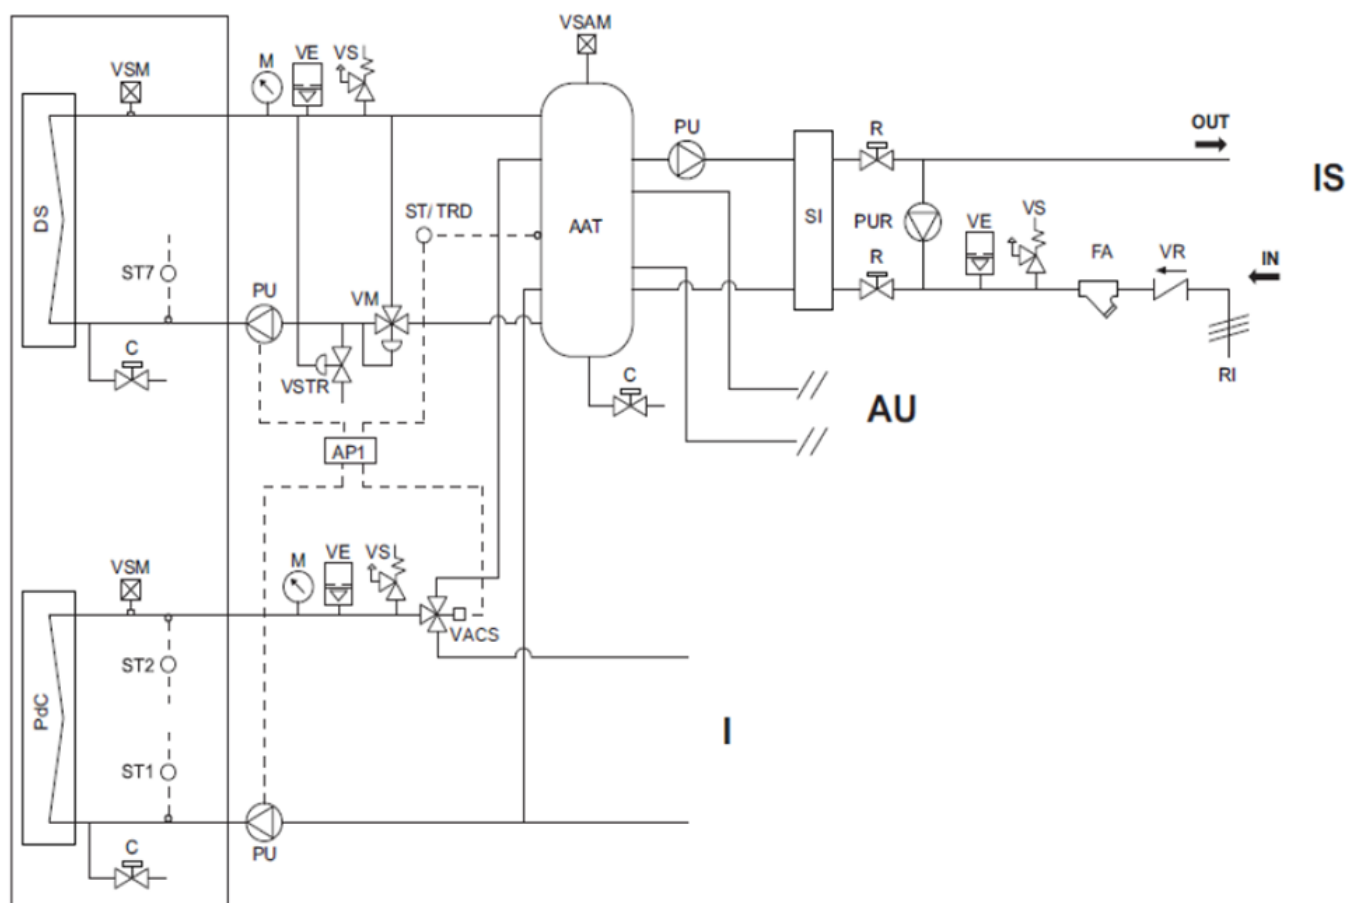 VSAM
M
VE
VS
VSM
PU
R
OUT
IS
DS
ST/TRD
AAT
SI
PUR
VE
VS
FA
VR
IN
ST7
PU
VM
R
C
VSTR
C
RI
AU
AP1
M
VE
VS
VSM
VACS
ST2
PdC
I
ST1
C
PU